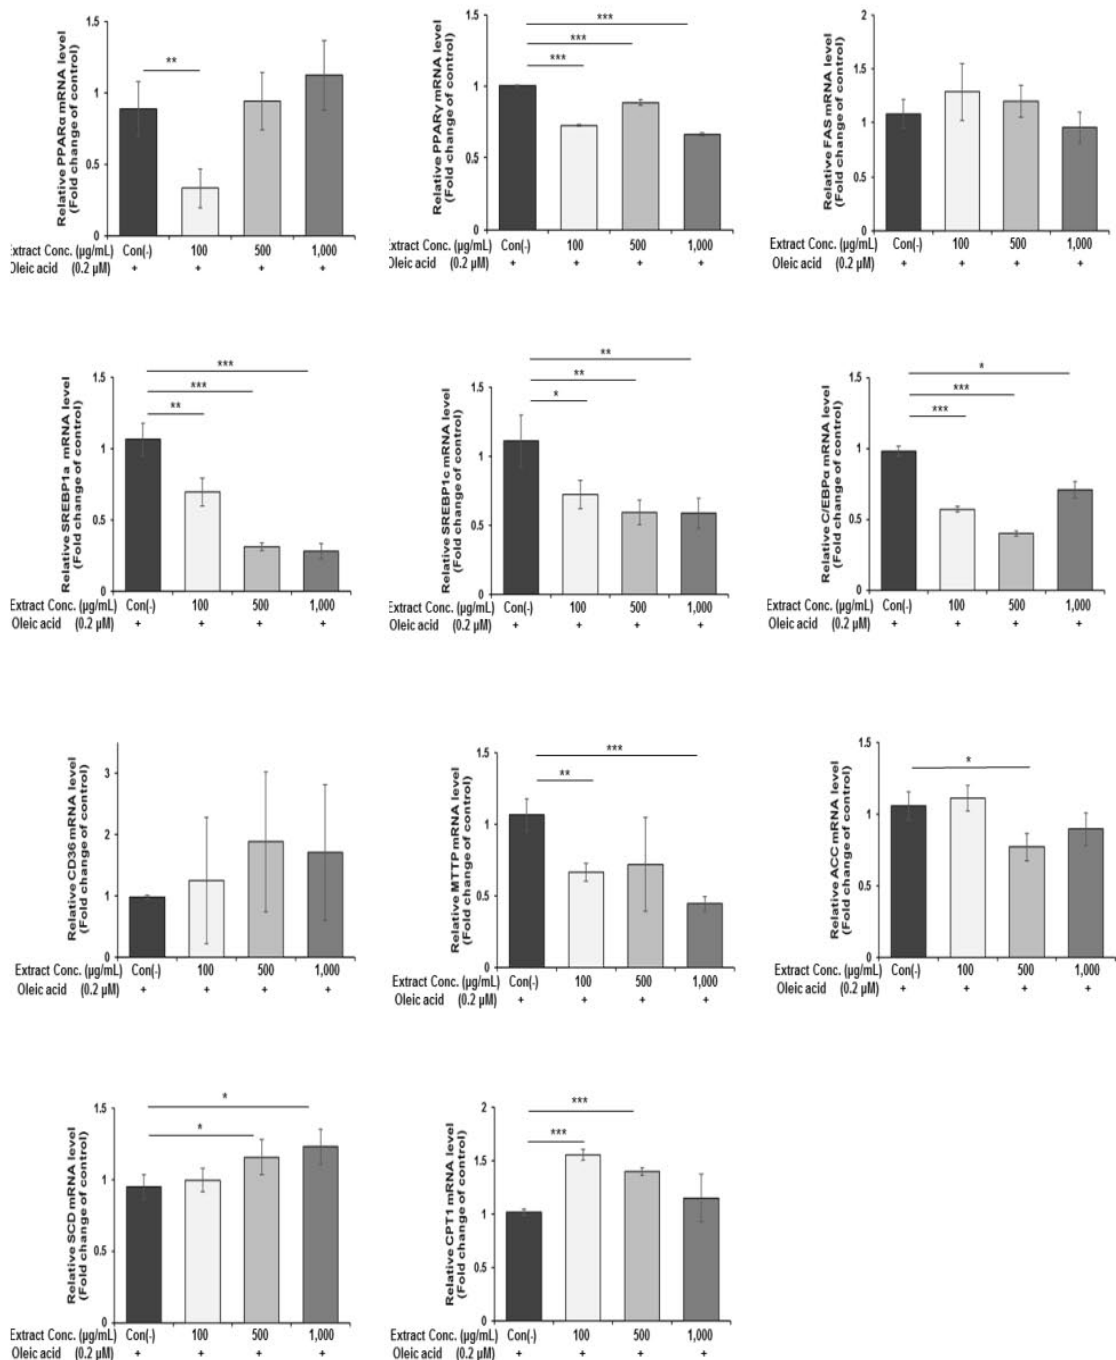 Relative PPARα mRNA level
(Fold change of control)
1.5
1
0.5
0
**
Extract Conc. (µg/mL) Con(-) 100 500 1,000
Oleic acid (0.2 µM) + + + +
Relative PPARγ mRNA level
(Fold change of control)
1.5
1
0.5
0
***
***
***
Extract Conc. (µg/mL) Con(-) 100 500 1,000
Oleic acid (0.2 µM) + + + +
Relative FAS mRNA level
(Fold change of control)
2
1.5
1
0.5
0
Extract Conc. (µg/mL) Con(-) 100 500 1,000
Oleic acid (0.2 µM) + + + +
Relative SREBP1a mRNA level
(Fold change of control)
1.5
1
0.5
0
***
***
**
Extract Conc. (µg/mL) Con(-) 100 500 1,000
Oleic acid (0.2 µM) + + + +
Relative SREBP1c mRNA level
(Fold change of control)
1.5
1
0.5
0
**
**
*
Extract Conc. (µg/mL) Con(-) 100 500 1,000
Oleic acid (0.2 µM) + + + +
Relative C/EBPα mRNA level
(Fold change of control)
1.5
1
0.5
0
*
***
***
Extract Conc. (µg/mL) Con(-) 100 500 1,000
Oleic acid (0.2 µM) + + + +
Relative CD36 mRNA level
(Fold change of control)
3
2
1
0
Extract Conc. (µg/mL) Con(-) 100 500 1,000
Oleic acid (0.2 µM) + + + +
Relative MTTP mRNA level
(Fold change of control)
1.5
1
0.5
0
***
**
Extract Conc. (µg/mL) Con(-) 100 500 1,000
Oleic acid (0.2 µM) + + + +
Relative ACC mRNA level
(Fold change of control)
1.5
1
0.5
0
*
Extract Conc. (µg/mL) Con(-) 100 500 1,000
Oleic acid (0.2 µM) + + + +
Relative SCD mRNA level
(Fold change of control)
1.5
1
0.5
0
*
*
Extract Conc. (µg/mL) Con(-) 100 500 1,000
Oleic acid (0.2 µM) + + + +
Relative CPT1 mRNA level
(Fold change of control)
2
1.5
1
0.5
0
***
***
Extract Conc. (µg/mL) Con(-) 100 500 1,000
Oleic acid (0.2 µM) + + + +